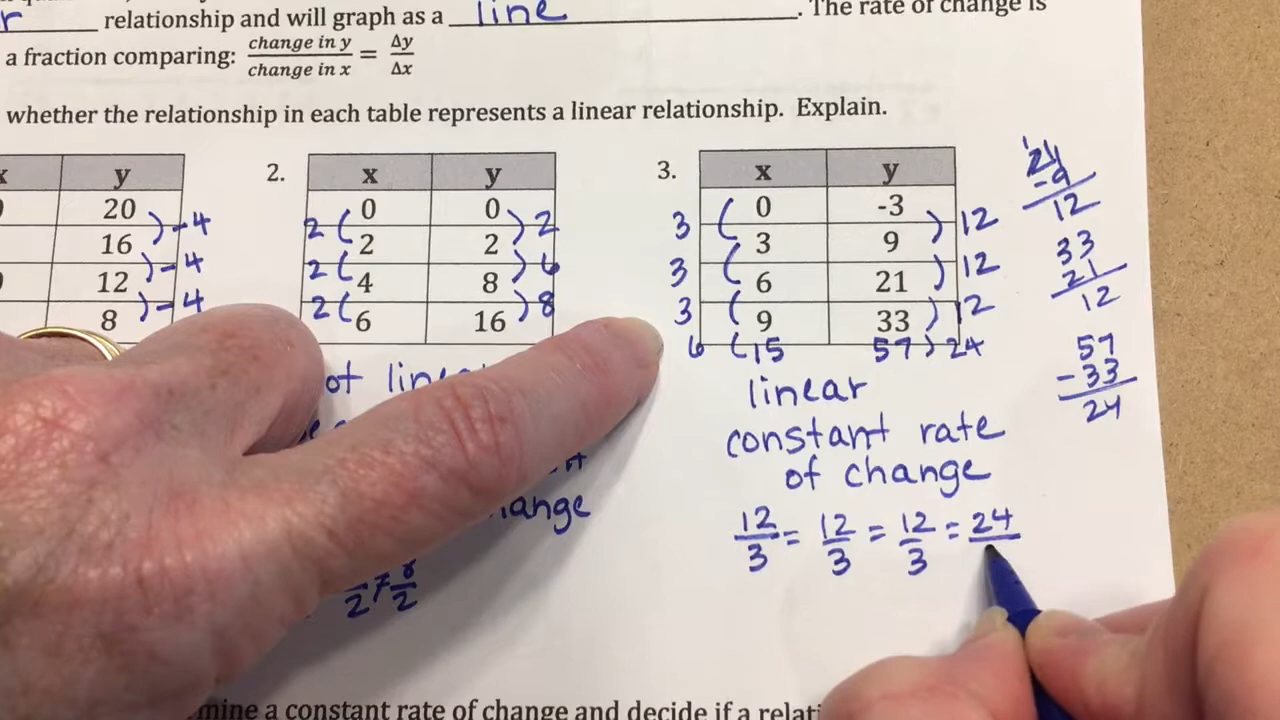 r relationship and will graph as a line. The rate of change is
a fraction comparing: change in y / change in x = Δy / Δx
whether the relationship in each table represents a linear relationship. Explain.
x y
20
16
12
8
-4
-4
-4
2.
x y
0 0
2 2
4 8
6 16
2 2
2 6
2 8
3.
x y
0 -3
3 9
6 21
9 33
15 57
3 12
3 12
3 12
6 24
21
-9
12
33
21
12
57
-33
24
linear
constant rate
of change
12/3 = 12/3 = 12/3 = 24
2 ≠ 8/2
mine a constant rate of change and decide if a relati